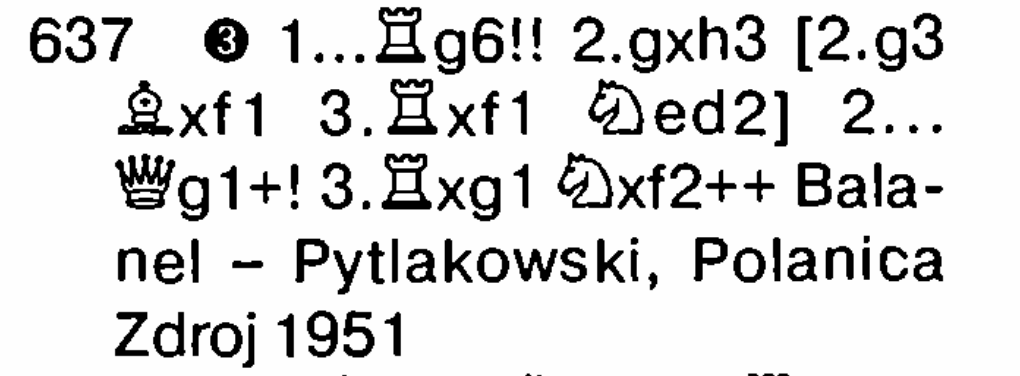 637 ❸ 1...♖g6!! 2.gxh3 [2.g3
♗xf1 3.♖xf1 ♘ed2] 2...
♕g1+! 3.♖xg1 ♘xf2++ Bala-
nel – Pytlakowski, Polanica
Zdroj 1951